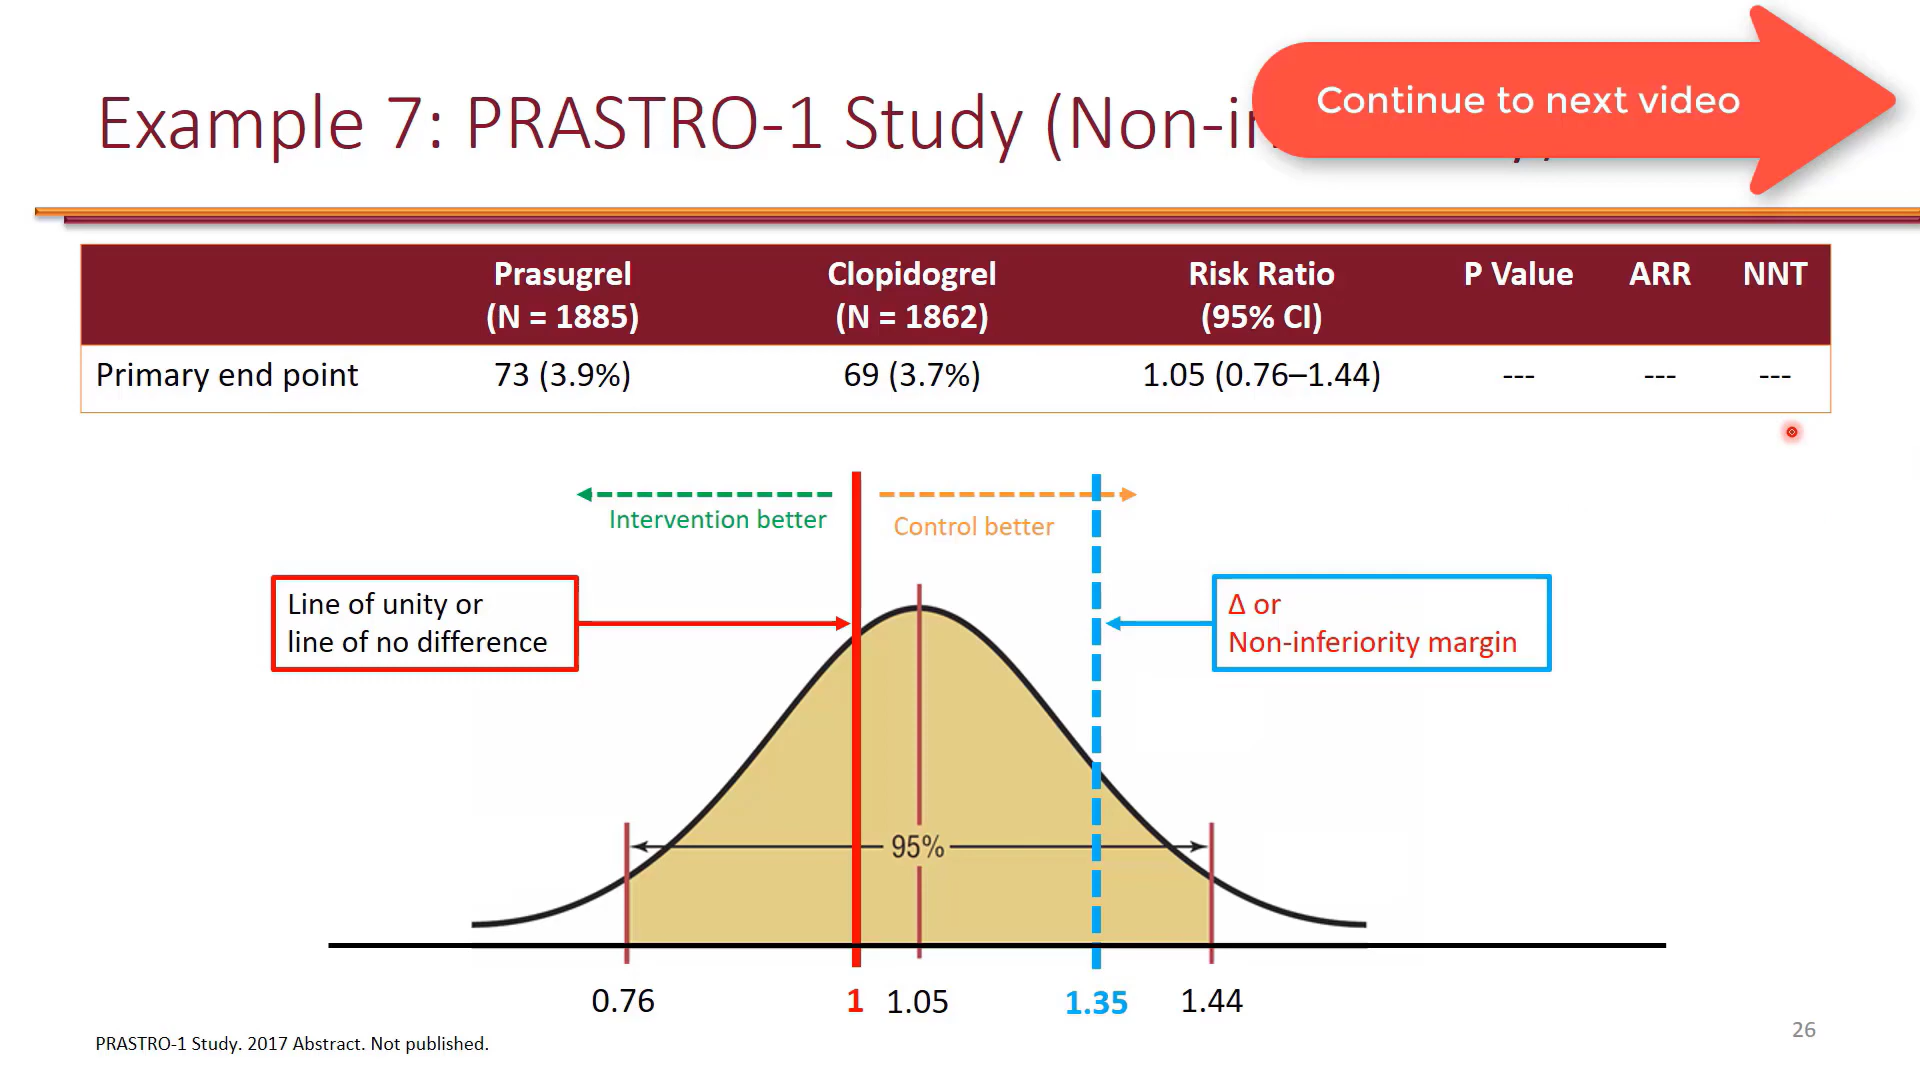 Continue to next video
Example 7: PRASTRO-1 Study
Prasugrel Clopidogrel Risk Ratio P Value ARR NNT
(N = 1885) (N = 1862) (95% CI)
Primary end point 73 (3.9%) 69 (3.7%) 1.05 (0.76–1.44) --- --- ---
Intervention better
Control better
Line of unity or
line of no difference
Δ or
Non-inferiority margin
95%
0.76 1 1.05 1.35 1.44
PRASTRO-1 Study. 2017 Abstract. Not published.
26